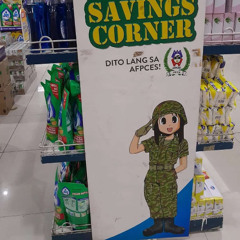 SAVINGS
CORNER
DITO LANG SA
AFPCES!